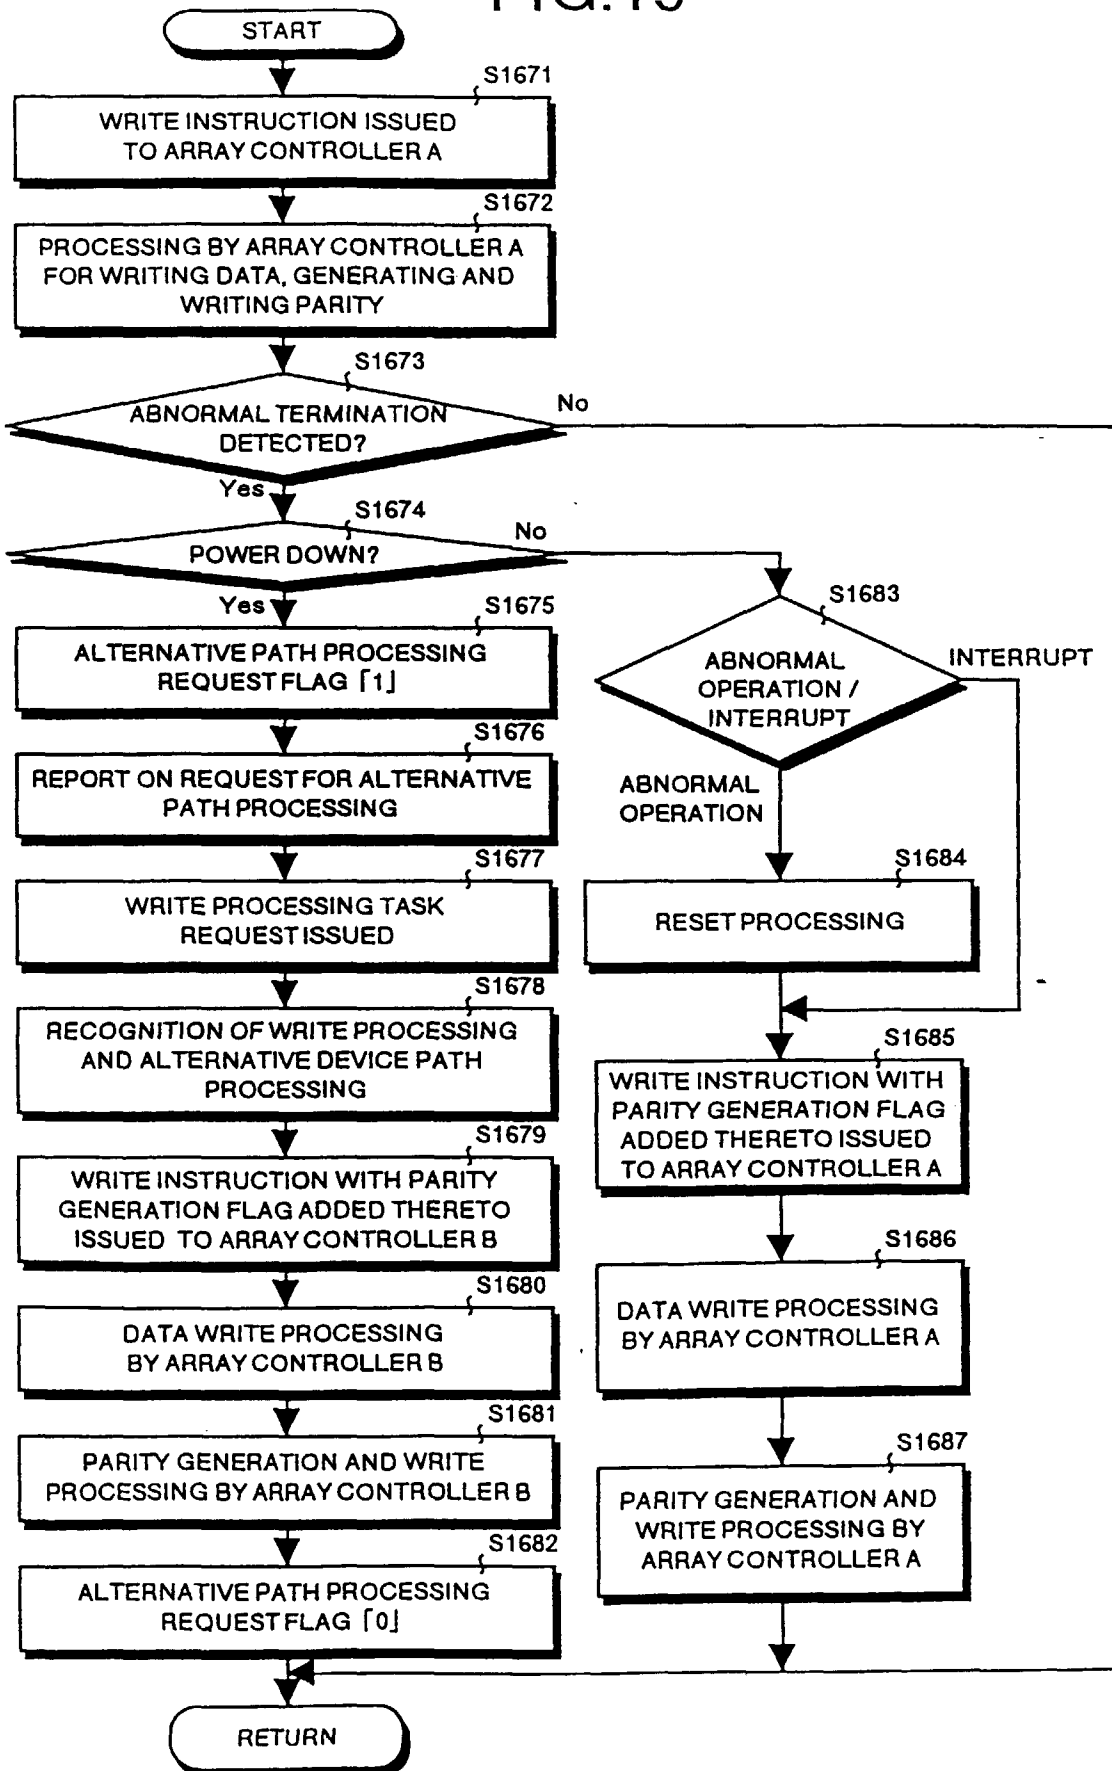 FIG.
START
S1671
WRITE INSTRUCTION ISSUED
TO ARRAY CONTROLLER A
S1672
PROCESSING BY ARRAY CONTROLLER A
FOR WRITING DATA, GENERATING AND
WRITING PARITY
S1673
ABNORMAL TERMINATION
DETECTED?
No
Yes
S1674
POWER DOWN?
No
Yes
S1675
ALTERNATIVE PATH PROCESSING
REQUEST FLAG ⌈1⌋
S1676
REPORT ON REQUEST FOR ALTERNATIVE
PATH PROCESSING
S1677
WRITE PROCESSING TASK
REQUEST ISSUED
S1678
RECOGNITION OF WRITE PROCESSING
AND ALTERNATIVE DEVICE PATH
PROCESSING
S1679
WRITE INSTRUCTION WITH PARITY
GENERATION FLAG ADDED THERETO
ISSUED TO ARRAY CONTROLLER B
S1680
DATA WRITE PROCESSING
BY ARRAY CONTROLLER B
S1681
PARITY GENERATION AND WRITE
PROCESSING BY ARRAY CONTROLLER B
S1682
ALTERNATIVE PATH PROCESSING
REQUEST FLAG ⌈0⌋
RETURN
S1683
ABNORMAL
OPERATION /
INTERRUPT
INTERRUPT
ABNORMAL
OPERATION
S1684
RESET PROCESSING
S1685
WRITE INSTRUCTION WITH
PARITY GENERATION FLAG
ADDED THERETO ISSUED
TO ARRAY CONTROLLER A
S1686
DATA WRITE PROCESSING
BY ARRAY CONTROLLER A
S1687
PARITY GENERATION AND
WRITE PROCESSING BY
ARRAY CONTROLLER A